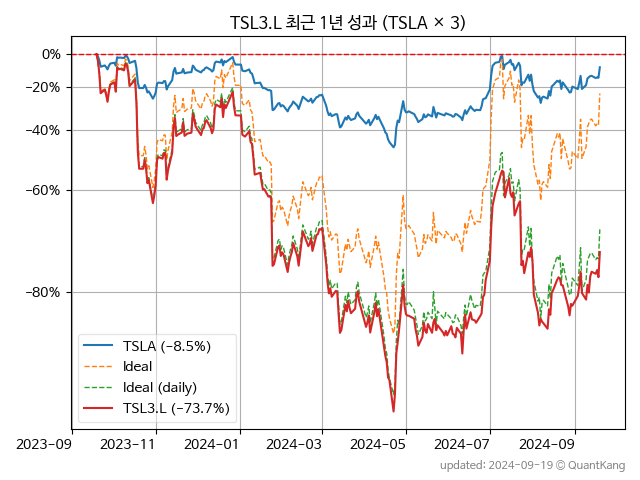 TSL3.L 최근 1년 성과 (TSLA × 3)
0%
−20%
−40%
−60%
−80%
TSLA (−8.5%)
Ideal
Ideal (daily)
TSL3.L (−73.7%)
2023-09
2023-11
2024-01
2024-03
2024-05
2024-07
2024-09
updated: 2024-09-19 @ QuantKang